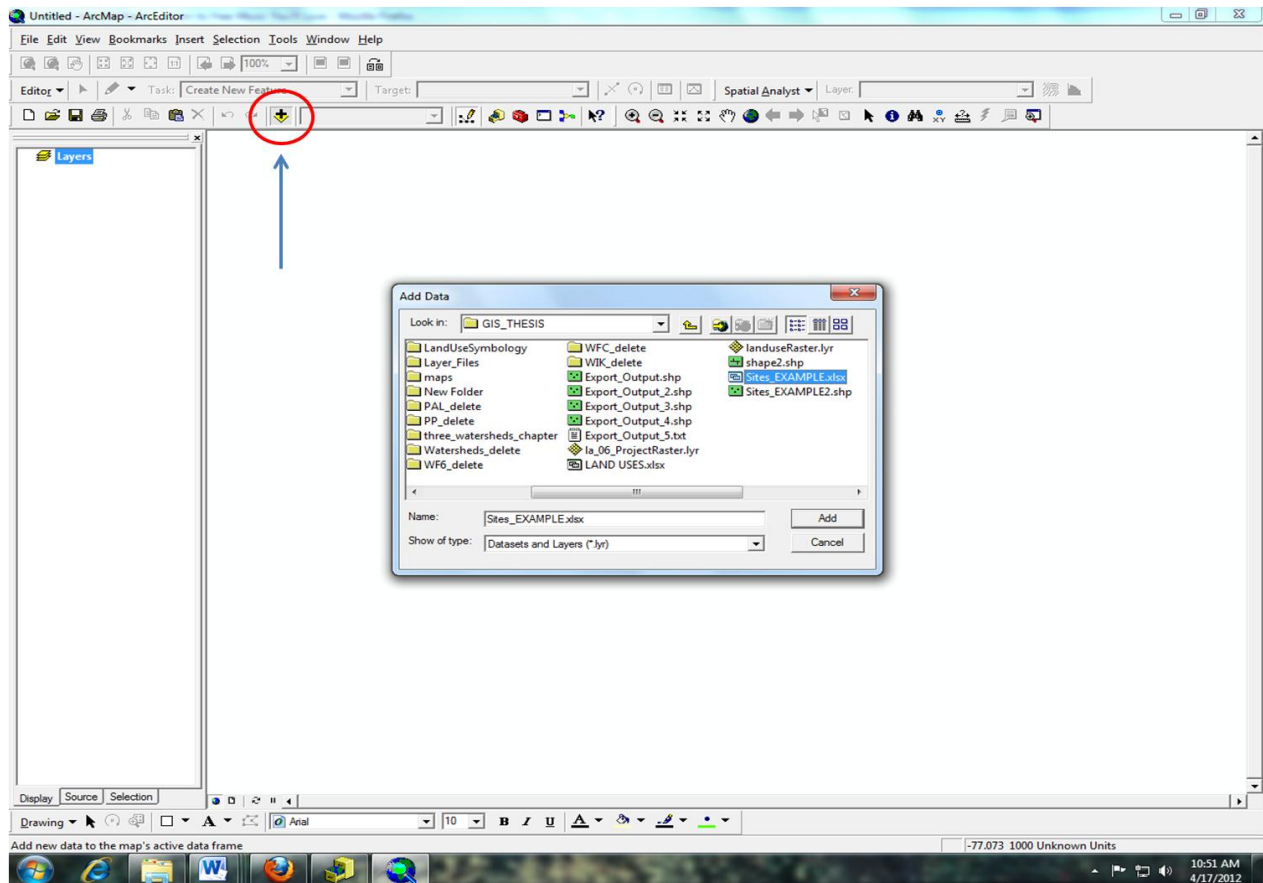 Untitled - ArcMap - ArcEditor
File Edit View Bookmarks Insert Selection Tools Window Help
100%
Editor Task: Create New Feature Target: Spatial Analyst Layer:
Layers
Add Data
Look in: GIS_THESIS
LandUseSymbology WFC_delete landuseRaster.lyr
Layer_Files WIK_delete shape2.shp
maps Export_Output.shp Sites_EXAMPLE.xlsx
New Folder Export_Output_2.shp Sites_EXAMPLE2.shp
PAL_delete Export_Output_3.shp
PP_delete Export_Output_4.shp
three_watersheds_chapter Export_Output_5.txt
Watersheds_delete la_06_ProjectRaster.lyr
WF6_delete LAND USES.xlsx
Name: Sites_EXAMPLE.xlsx Add
Show of type: Datasets and Layers (*.lyr) Cancel
Display Source Selection
Drawing A Arial 10 B I U A
Add new data to the map's active data frame -77.073 1000 Unknown Units
10:51 AM
4/17/2012